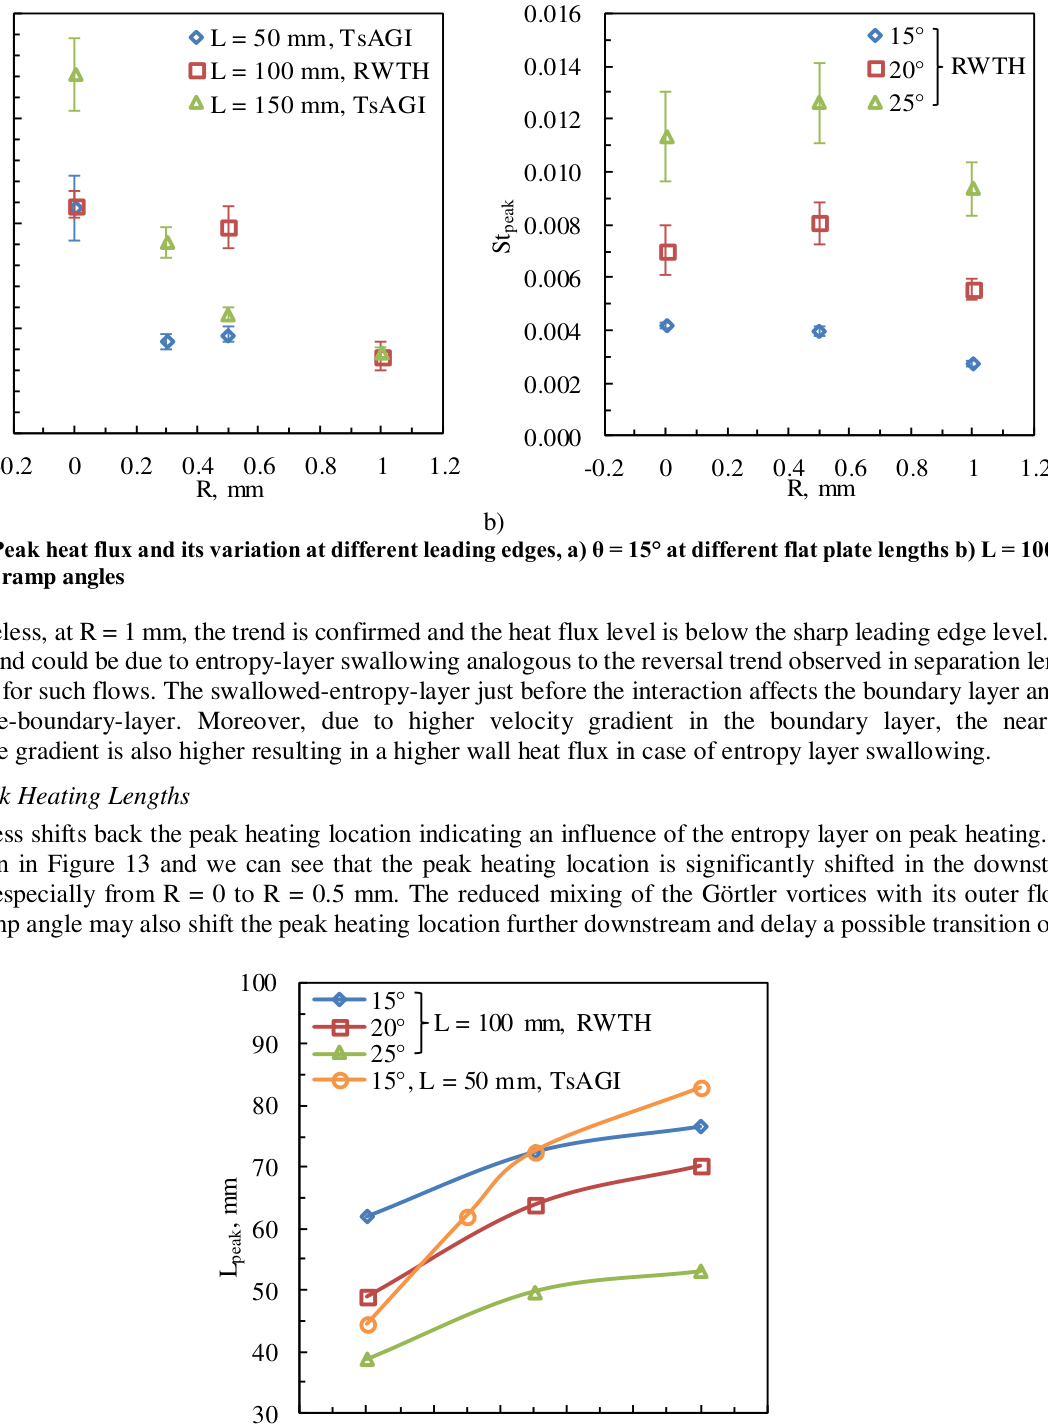 L = 50 mm, TsAGI
L = 100 mm, RWTH
L = 150 mm, TsAGI
-0.2 0 0.2 0.4 0.6 0.8 1 1.2
R, mm
0.016
0.014
0.012
0.010
0.008
0.006
0.004
0.002
0.000
St_peak
15°
20°
25°
RWTH
-0.2 0 0.2 0.4 0.6 0.8 1 1.2
R, mm
b)
Peak heat flux and its variation at different leading edges, a) θ = 15° at different flat plate lengths b) L = 100
ramp angles
eless, at R = 1 mm, the trend is confirmed and the heat flux level is below the sharp leading edge level.
nd could be due to entropy-layer swallowing analogous to the reversal trend observed in separation len
for such flows. The swallowed-entropy-layer just before the interaction affects the boundary layer an
e-boundary-layer. Moreover, due to higher velocity gradient in the boundary layer, the near
e gradient is also higher resulting in a higher wall heat flux in case of entropy layer swallowing.
k Heating Lengths
ess shifts back the peak heating location indicating an influence of the entropy layer on peak heating.
n in Figure 13 and we can see that the peak heating location is significantly shifted in the downst
especially from R = 0 to R = 0.5 mm. The reduced mixing of the Görtler vortices with its outer flo
mp angle may also shift the peak heating location further downstream and delay a possible transition o
100
90
80
70
60
50
40
30
L_peak, mm
15°
20°
25°
L = 100 mm, RWTH
15°, L = 50 mm, TsAGI